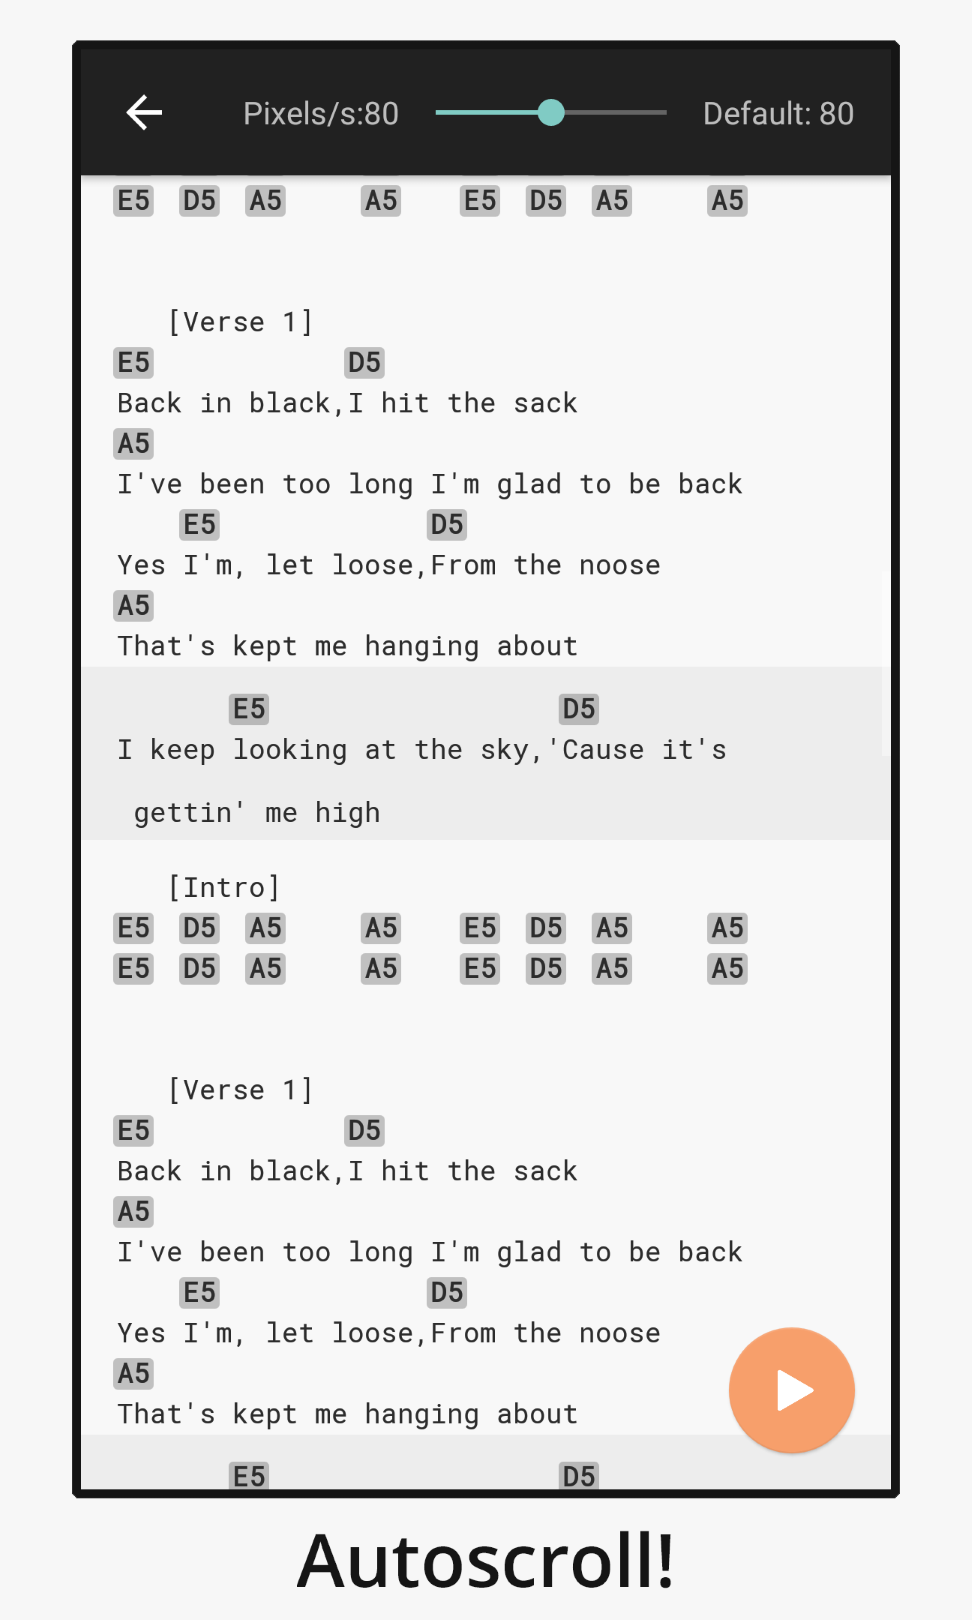 Pixels/s:80 Default: 80
E5 D5 A5 A5 E5 D5 A5 A5
[Verse 1]
E5 D5
Back in black,I hit the sack
A5
I've been too long I'm glad to be back
E5 D5
Yes I'm, let loose,From the noose
A5
That's kept me hanging about
E5 D5
I keep looking at the sky,'Cause it's
gettin' me high
[Intro]
E5 D5 A5 A5 E5 D5 A5 A5
E5 D5 A5 A5 E5 D5 A5 A5
[Verse 1]
E5 D5
Back in black,I hit the sack
A5
I've been too long I'm glad to be back
E5 D5
Yes I'm, let loose,From the noose
A5
That's kept me hanging about
E5 D5
Autoscroll!